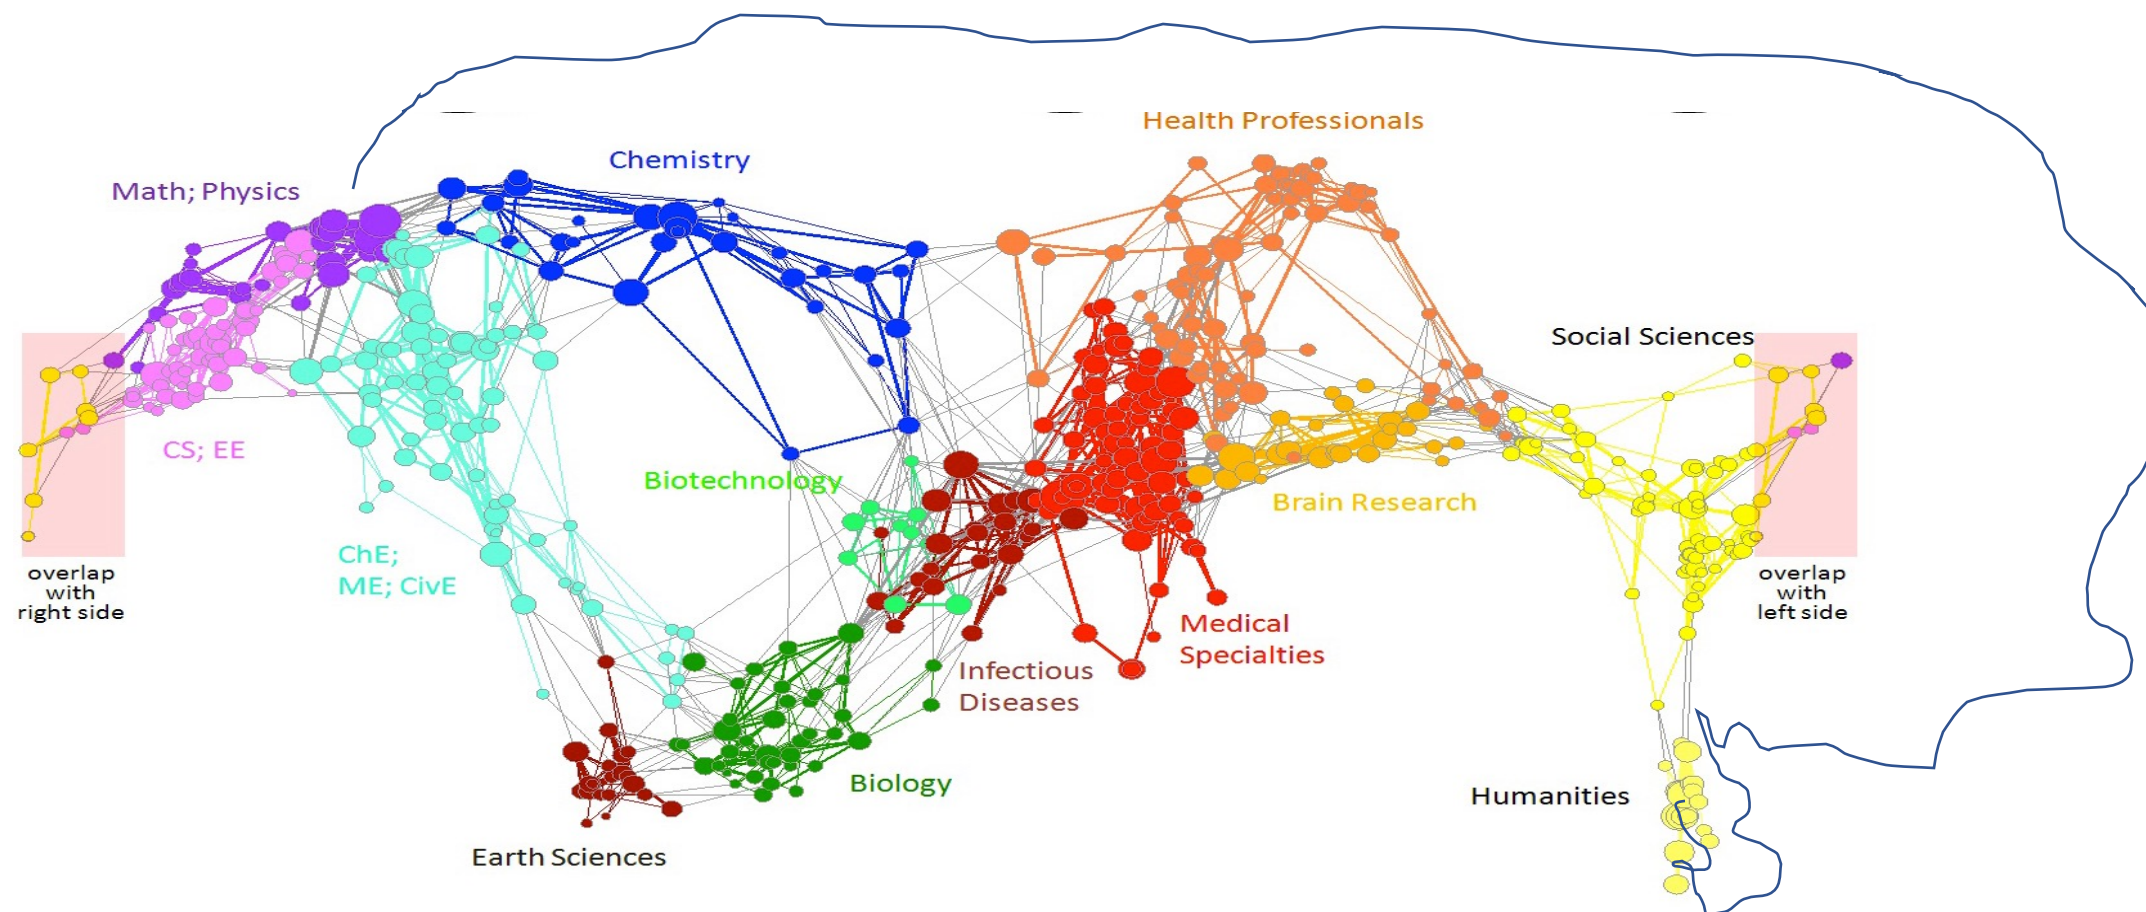 Health Professionals
Chemistry
Math; Physics
Social Sciences
CS; EE
Biotechnology
Brain Research
ChE;
ME; CivE
overlap
with
right side
overlap
with
left side
Medical
Specialties
Infectious
Diseases
Biology
Humanities
Earth Sciences